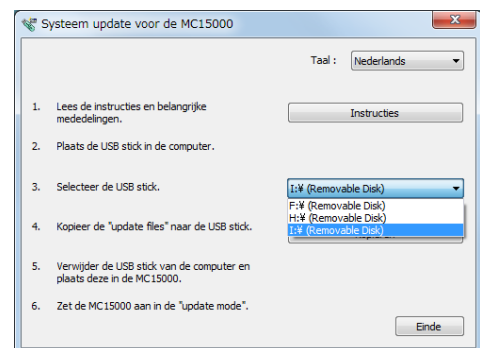 Systeem update voor de MC15000
Taal :
Nederlands
1. Lees de instructies en belangrijke
mededelingen.
Instructies
2. Plaats de USB stick in de computer.
3. Selecteer de USB stick.
I:¥ (Removable Disk)
F:¥ (Removable Disk)
H:¥ (Removable Disk)
I:¥ (Removable Disk)
4. Kopieer de "update files" naar de USB stick.
5. Verwijder de USB stick van de computer en
plaats deze in de MC15000.
6. Zet de MC15000 aan in de "update mode".
Einde